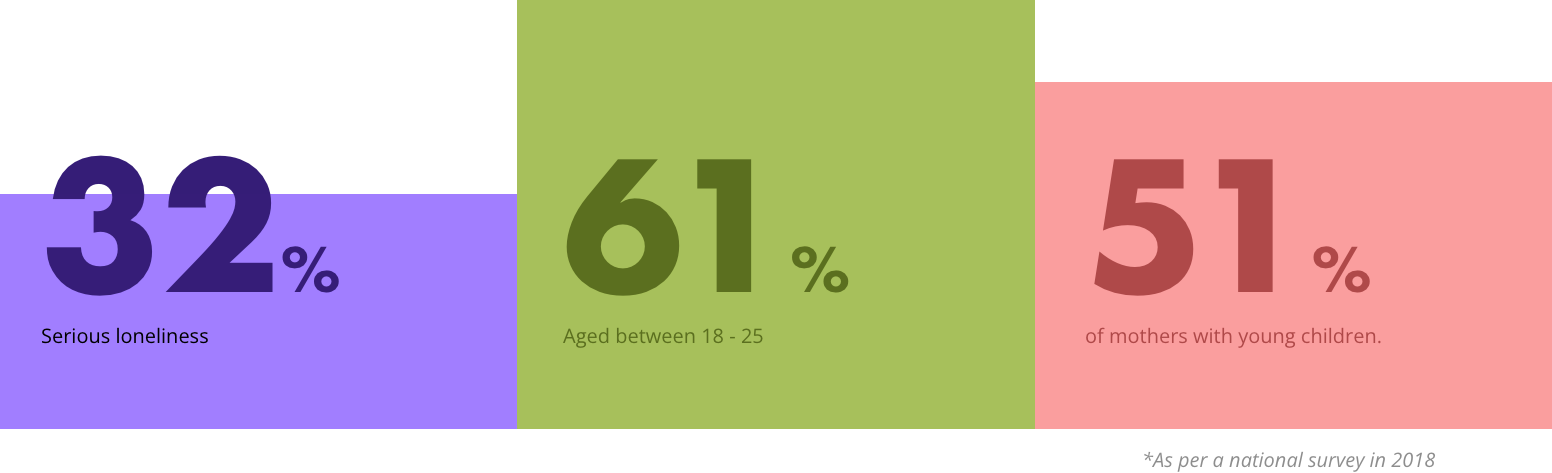 32%
Serious loneliness
61 %
Aged between 18 - 25
51 %
of mothers with young children.
*As per a national survey in 2018